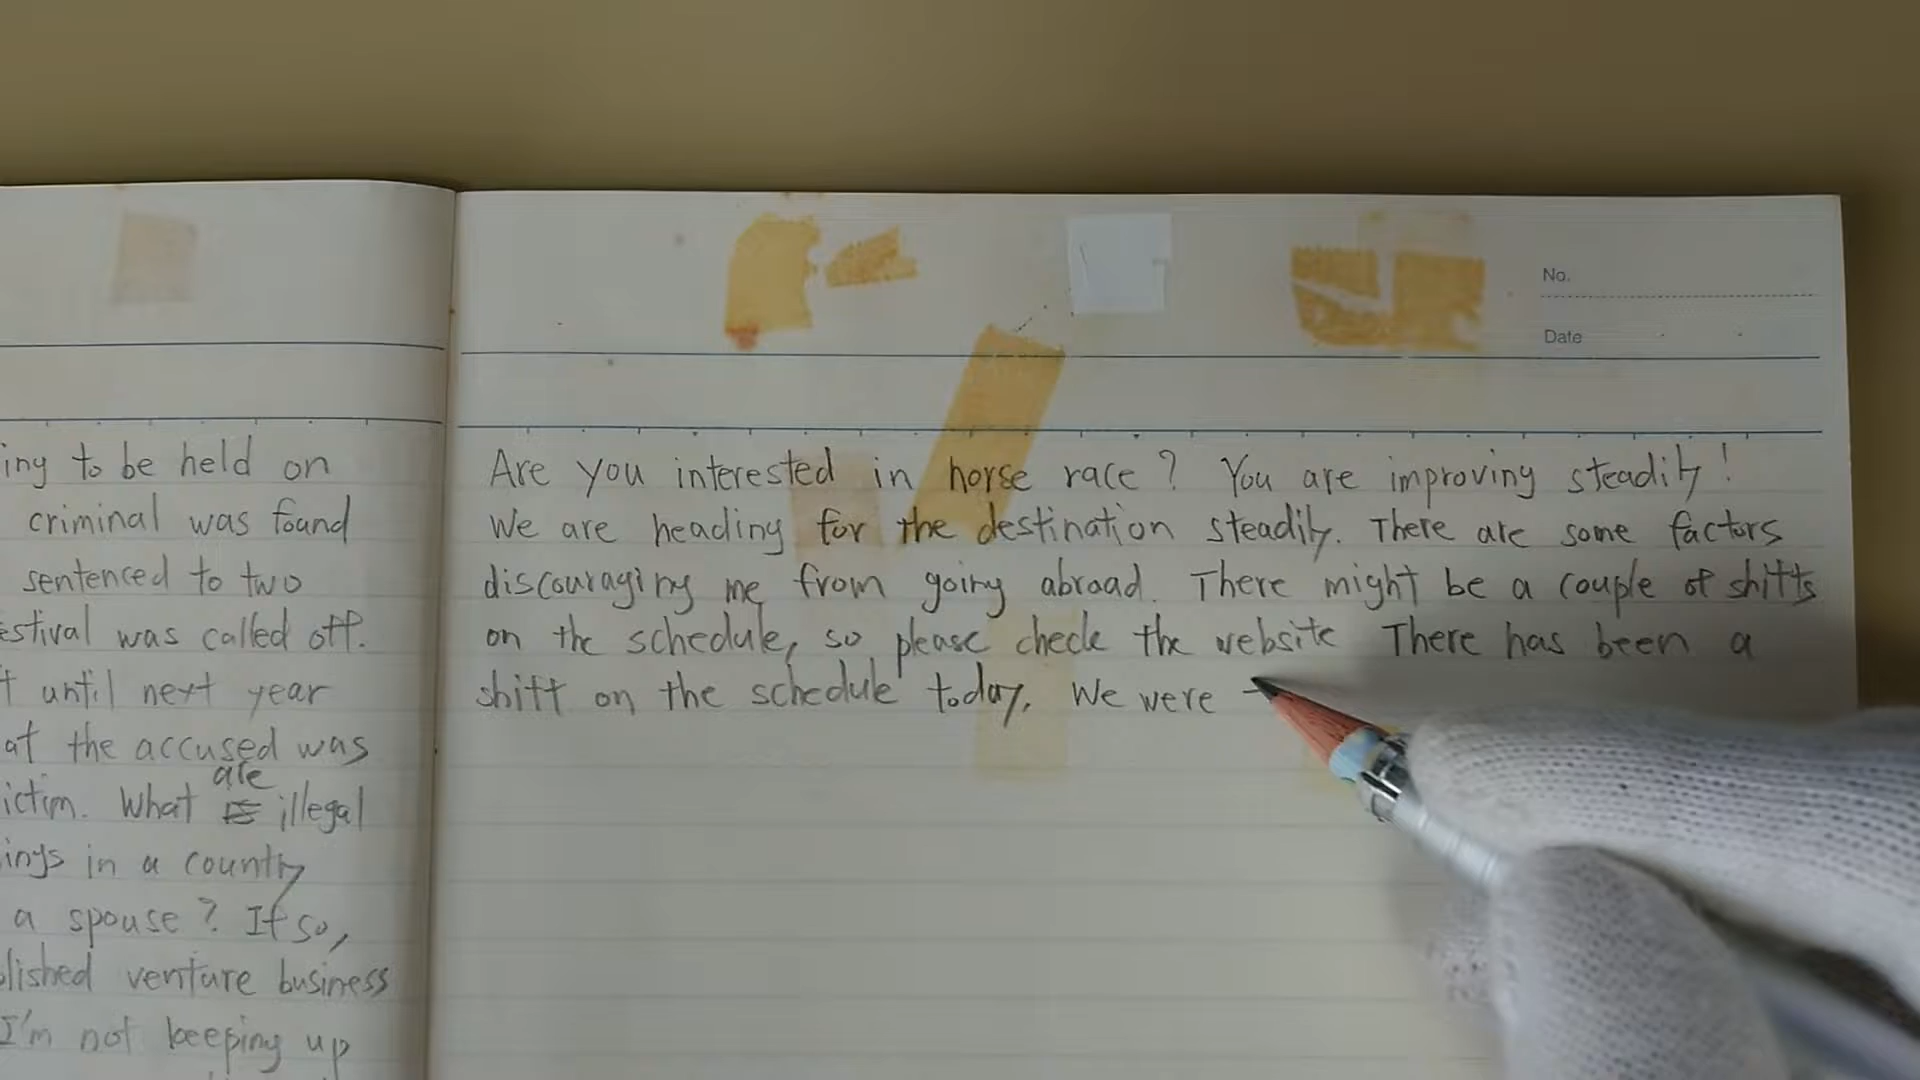 ing to be held on
criminal was found
sentenced to two
estival was called off.
t until next year
at the accused was
are
ictim. What illegal
ings in a country
a spouse? If so,
lished venture business
I'm not keeping up
No.
Date
Are you interested in horse race? You are improving steadily!
We are heading for the destination steadily. There are some factors
discouraging me from going abroad. There might be a couple of shifts
on the schedule, so please check the website There has been a
shift on the schedule today. We were